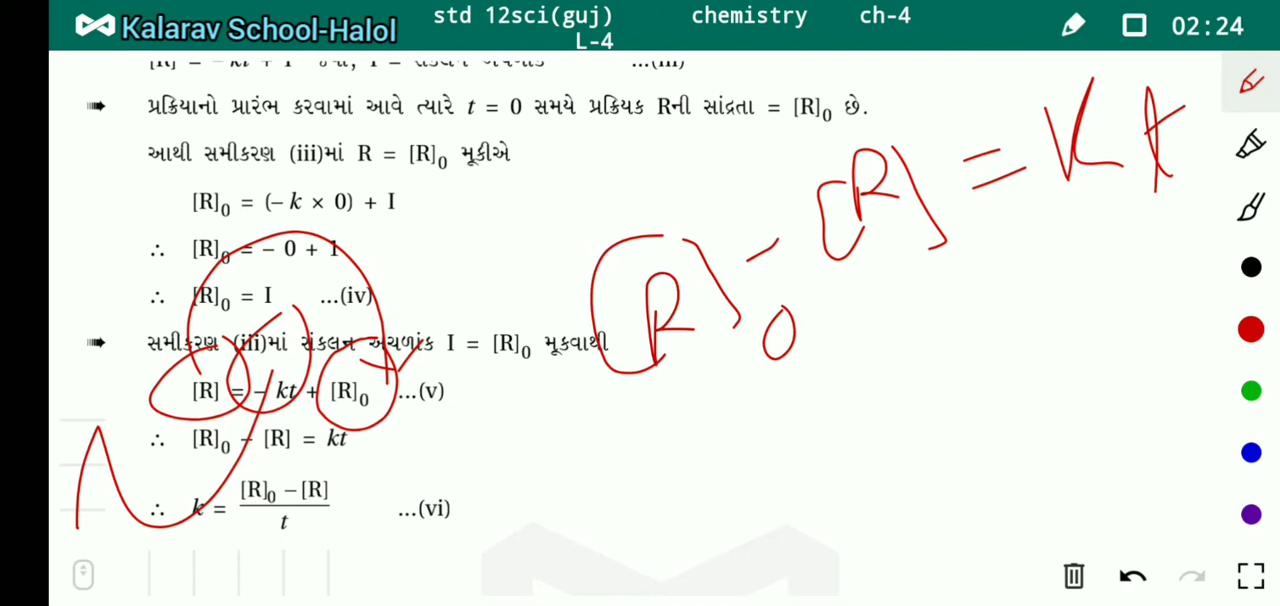 Kalarav School-Halol
std 12sci(guj) chemistry ch-4
L-4
02:24
➠ પ્રક્રિયાનો પ્રારંભ કરવામાં આવે ત્યારે t = 0 સમયે પ્રક્રિયક Rની સાંદ્રતા = [R]₀ છે.
આથી સમીકરણ (iii)માં R = [R]₀ મૂકીએ
[R]₀ = (– k × 0) + I
∴ [R]₀ = – 0 + 1
∴ [R]₀ = I ...(iv)
➠ સમીકરણ (iii)માં સંકલન અચળાંક I = [R]₀ મૂકવાથી
[R] = – kt + [R]₀ ...(v)
∴ [R]₀ – [R] = kt
∴ k = [R]₀ – [R] / t ...(vi)
[R]₀ - [R] = Kt